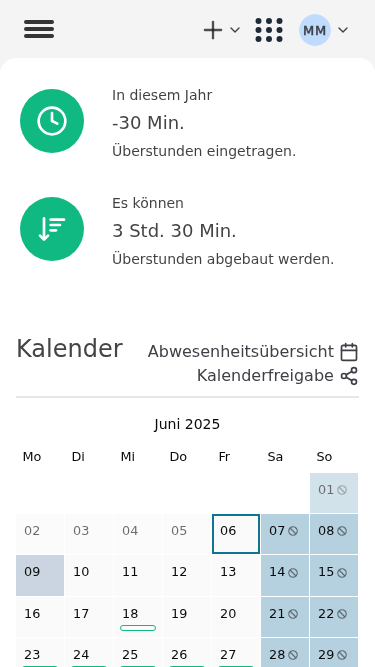 MM
In diesem Jahr
-30 Min.
Überstunden eingetragen.
Es können
3 Std. 30 Min.
Überstunden abgebaut werden.
Kalender
Abwesenheitsübersicht
Kalenderfreigabe
Juni 2025
Mo Di Mi Do Fr Sa So
01
02 03 04 05 06 07 08
09 10 11 12 13 14 15
16 17 18 19 20 21 22
23 24 25 26 27 28 29